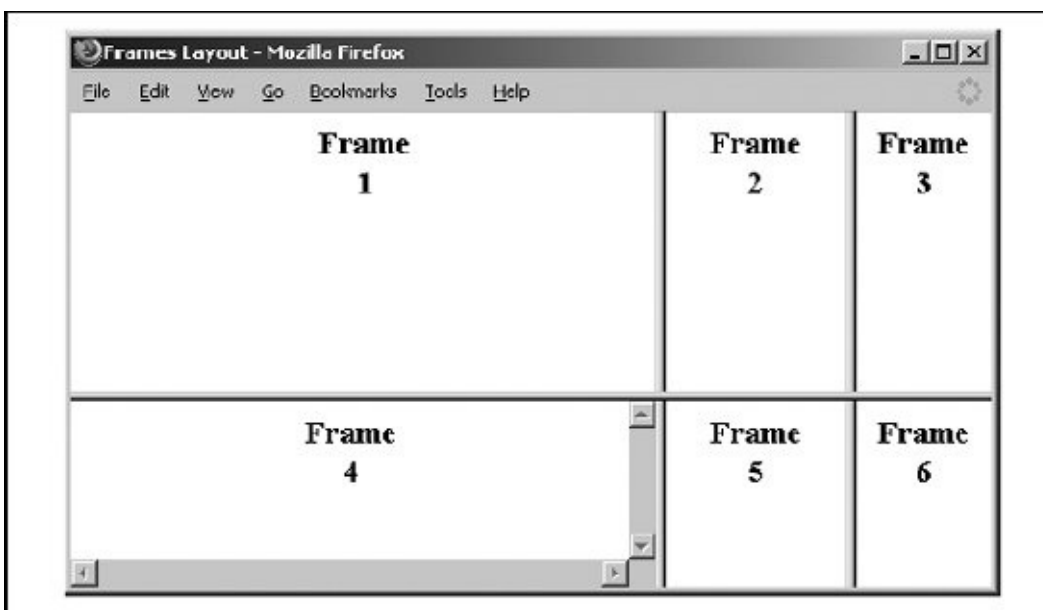 Frames Layout - Mozilla Firefox
File Edit View Go Bookmarks Tools Help
Frame
1
Frame
2
Frame
3
Frame
4
Frame
5
Frame
6